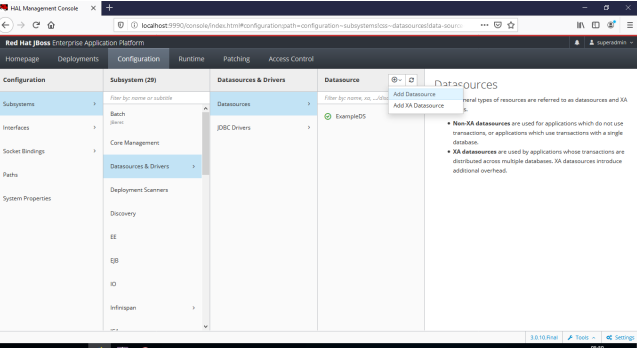 HAL Management Console
localhost:9990/console/index.html#configuration;path=configuration~subsystems!css~datasources!data-source
Red Hat JBoss Enterprise Application Platform
superadmin
Homepage Deployments Configuration Runtime Patching Access Control
Configuration
Subsystems
Interfaces
Socket Bindings
Paths
System Properties
Subsystem (29)
Filter by: name or subtitle
Batch
JBeret
Core Management
Datasources & Drivers
Deployment Scanners
Discovery
EE
EJB
IO
Infinispan
Datasources & Drivers
Datasources
JDBC Drivers
Datasource
Filter by: name, xa,
ExampleDS
Add Datasource
Add XA Datasource
Datasources
general types of resources are referred to as datasources and XA
Non-XA datasources are used for applications which do not use
transactions, or applications which use transactions with a single
database.
XA datasources are used by applications whose transactions are
distributed across multiple databases. XA datasources introduce
additional overhead.
3.0.10.Final Tools Settings